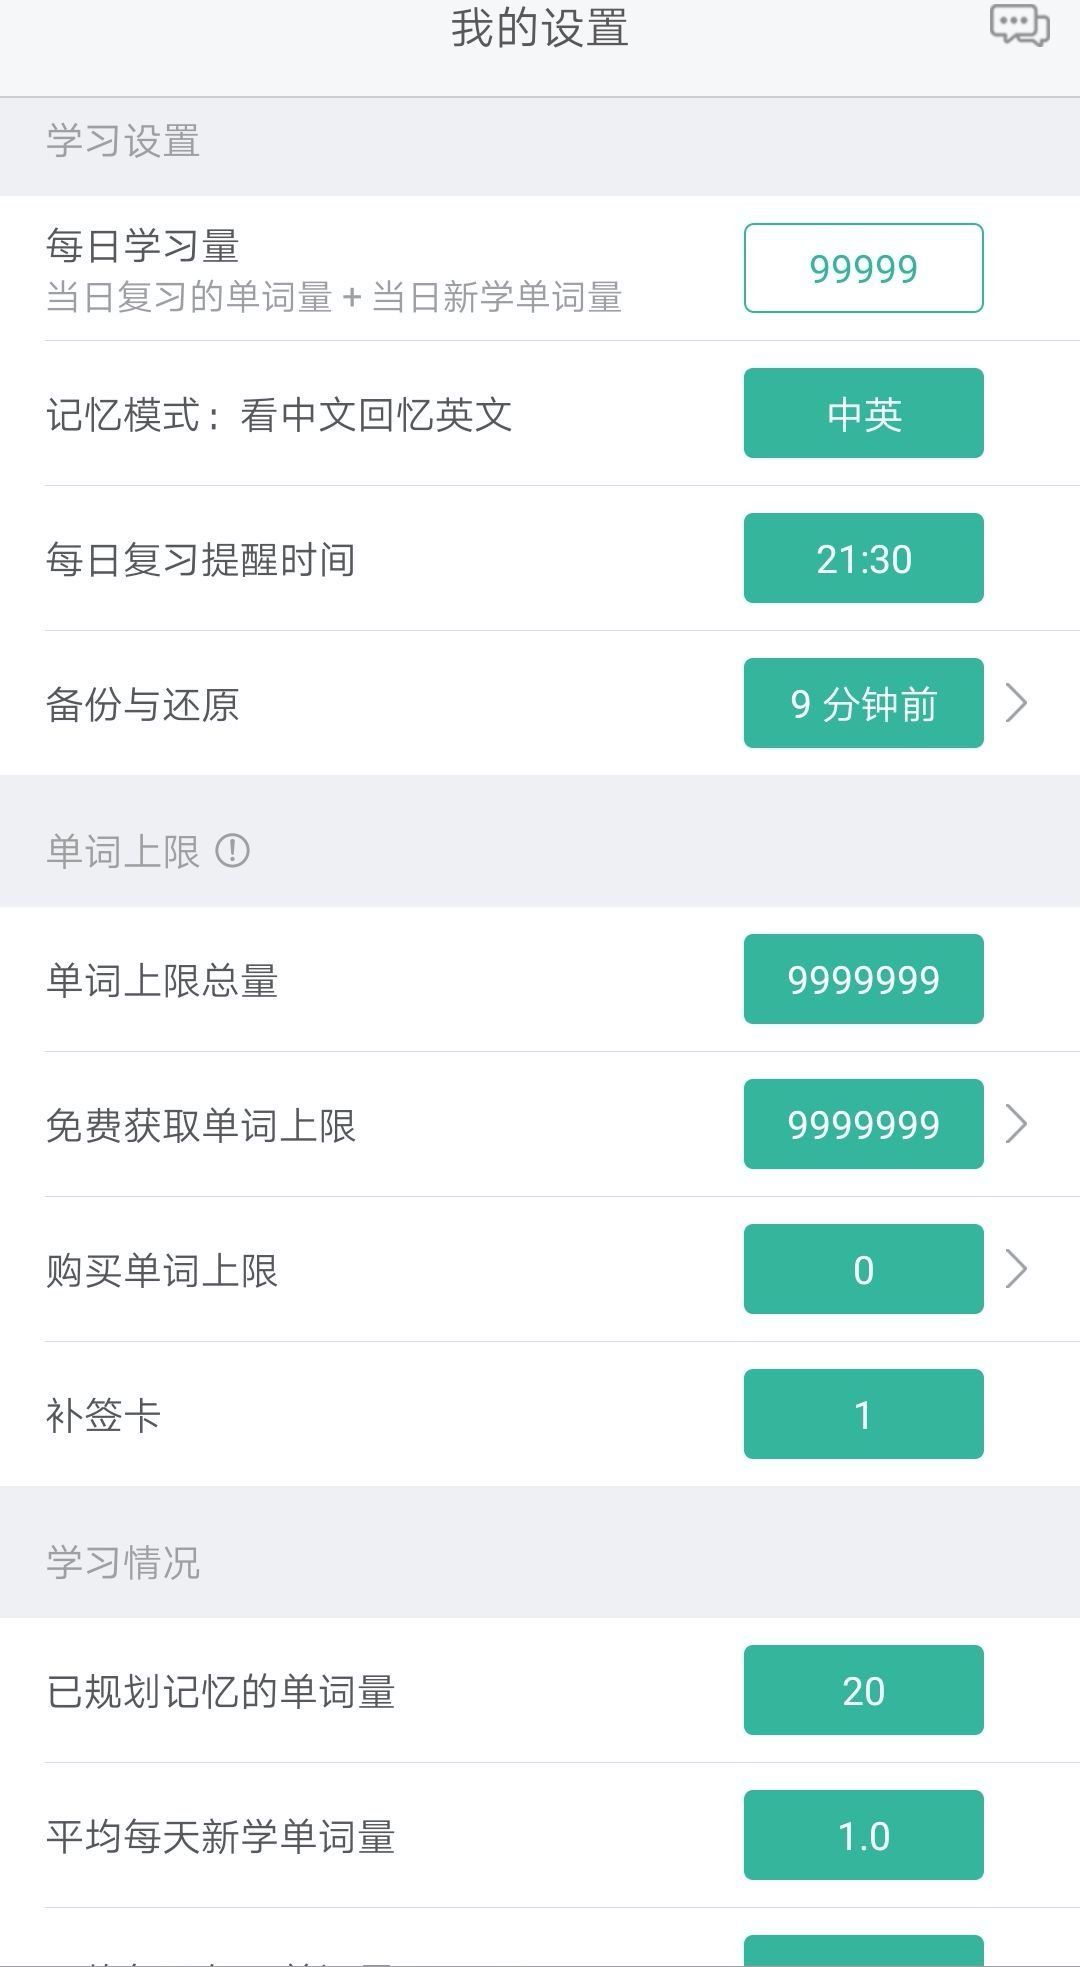 我的设置
学习设置
每日学习量
99999
当日复习的单词量 + 当日新学单词量
记忆模式：看中文回忆英文
中英
每日复习提醒时间
21:30
备份与还原
9 分钟前
单词上限
单词上限总量
9999999
免费获取单词上限
9999999
购买单词上限
0
补签卡
1
学习情况
已规划记忆的单词量
20
平均每天新学单词量
1.0